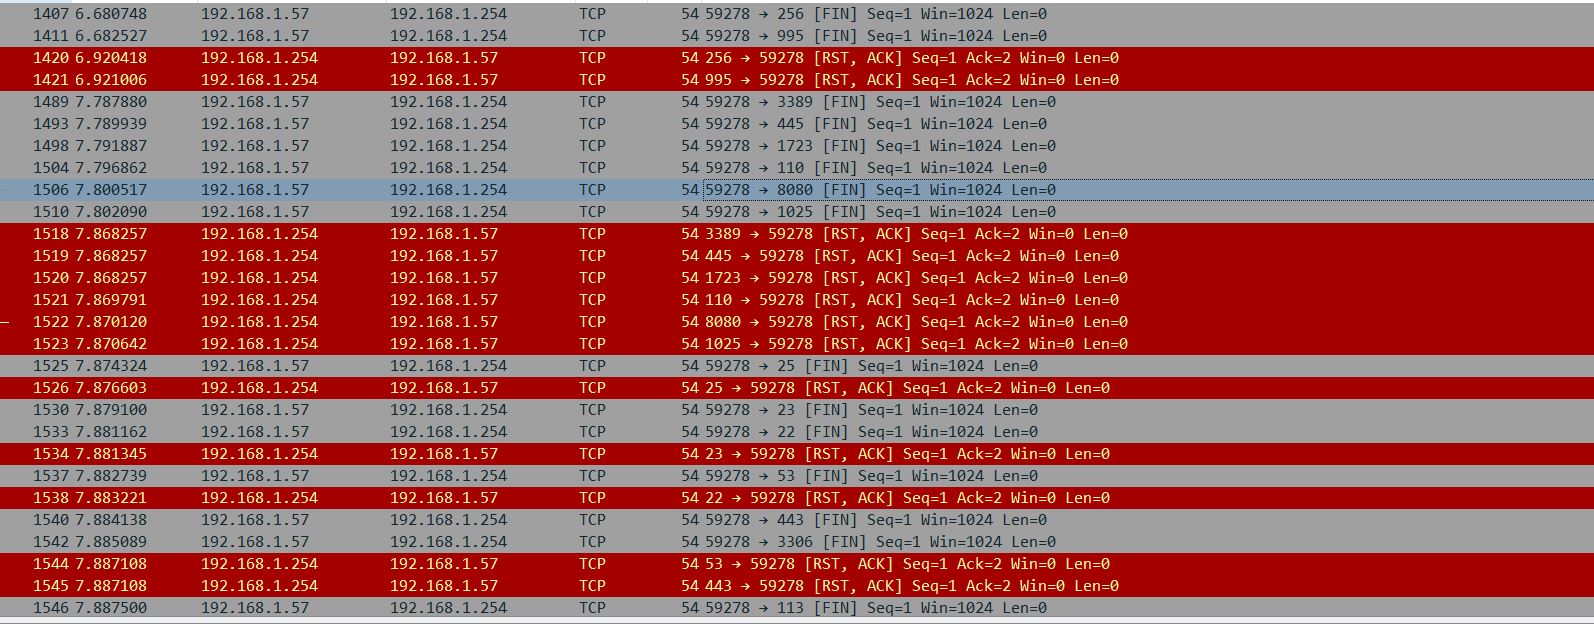 1407 6.680748 192.168.1.57 192.168.1.254 TCP 54 59278 → 256 [FIN] Seq=1 Win=1024 Len=0
1411 6.682527 192.168.1.57 192.168.1.254 TCP 54 59278 → 995 [FIN] Seq=1 Win=1024 Len=0
1420 6.920418 192.168.1.254 192.168.1.57 TCP 54 256 → 59278 [RST, ACK] Seq=1 Ack=2 Win=0 Len=0
1421 6.921006 192.168.1.254 192.168.1.57 TCP 54 995 → 59278 [RST, ACK] Seq=1 Ack=2 Win=0 Len=0
1489 7.787880 192.168.1.57 192.168.1.254 TCP 54 59278 → 3389 [FIN] Seq=1 Win=1024 Len=0
1493 7.789939 192.168.1.57 192.168.1.254 TCP 54 59278 → 445 [FIN] Seq=1 Win=1024 Len=0
1498 7.791887 192.168.1.57 192.168.1.254 TCP 54 59278 → 1723 [FIN] Seq=1 Win=1024 Len=0
1504 7.796862 192.168.1.57 192.168.1.254 TCP 54 59278 → 110 [FIN] Seq=1 Win=1024 Len=0
1506 7.800517 192.168.1.57 192.168.1.254 TCP 54 59278 → 8080 [FIN] Seq=1 Win=1024 Len=0
1510 7.802090 192.168.1.57 192.168.1.254 TCP 54 59278 → 1025 [FIN] Seq=1 Win=1024 Len=0
1518 7.868257 192.168.1.254 192.168.1.57 TCP 54 3389 → 59278 [RST, ACK] Seq=1 Ack=2 Win=0 Len=0
1519 7.868257 192.168.1.254 192.168.1.57 TCP 54 445 → 59278 [RST, ACK] Seq=1 Ack=2 Win=0 Len=0
1520 7.868257 192.168.1.254 192.168.1.57 TCP 54 1723 → 59278 [RST, ACK] Seq=1 Ack=2 Win=0 Len=0
1521 7.869791 192.168.1.254 192.168.1.57 TCP 54 110 → 59278 [RST, ACK] Seq=1 Ack=2 Win=0 Len=0
1522 7.870120 192.168.1.254 192.168.1.57 TCP 54 8080 → 59278 [RST, ACK] Seq=1 Ack=2 Win=0 Len=0
1523 7.870642 192.168.1.254 192.168.1.57 TCP 54 1025 → 59278 [RST, ACK] Seq=1 Ack=2 Win=0 Len=0
1525 7.874324 192.168.1.57 192.168.1.254 TCP 54 59278 → 25 [FIN] Seq=1 Win=1024 Len=0
1526 7.876603 192.168.1.254 192.168.1.57 TCP 54 25 → 59278 [RST, ACK] Seq=1 Ack=2 Win=0 Len=0
1530 7.879100 192.168.1.57 192.168.1.254 TCP 54 59278 → 23 [FIN] Seq=1 Win=1024 Len=0
1533 7.881162 192.168.1.57 192.168.1.254 TCP 54 59278 → 22 [FIN] Seq=1 Win=1024 Len=0
1534 7.881345 192.168.1.254 192.168.1.57 TCP 54 23 → 59278 [RST, ACK] Seq=1 Ack=2 Win=0 Len=0
1537 7.882739 192.168.1.57 192.168.1.254 TCP 54 59278 → 53 [FIN] Seq=1 Win=1024 Len=0
1538 7.883221 192.168.1.254 192.168.1.57 TCP 54 22 → 59278 [RST, ACK] Seq=1 Ack=2 Win=0 Len=0
1540 7.884138 192.168.1.57 192.168.1.254 TCP 54 59278 → 443 [FIN] Seq=1 Win=1024 Len=0
1542 7.885089 192.168.1.57 192.168.1.254 TCP 54 59278 → 3306 [FIN] Seq=1 Win=1024 Len=0
1544 7.887108 192.168.1.254 192.168.1.57 TCP 54 53 → 59278 [RST, ACK] Seq=1 Ack=2 Win=0 Len=0
1545 7.887108 192.168.1.254 192.168.1.57 TCP 54 443 → 59278 [RST, ACK] Seq=1 Ack=2 Win=0 Len=0
1546 7.887500 192.168.1.57 192.168.1.254 TCP 54 59278 → 113 [FIN] Seq=1 Win=1024 Len=0